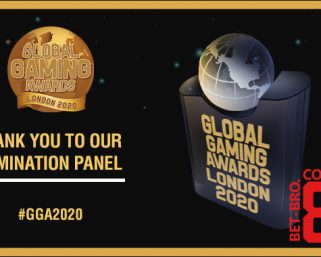 GLOBAL
GAMING
AWARDS
LONDON 2020
ANK YOU TO OUR
MINATION PANEL
#GGA2020
GLOBAL
GAMING
AWARDS
LONDON
2020
BET-BRO.CO
8